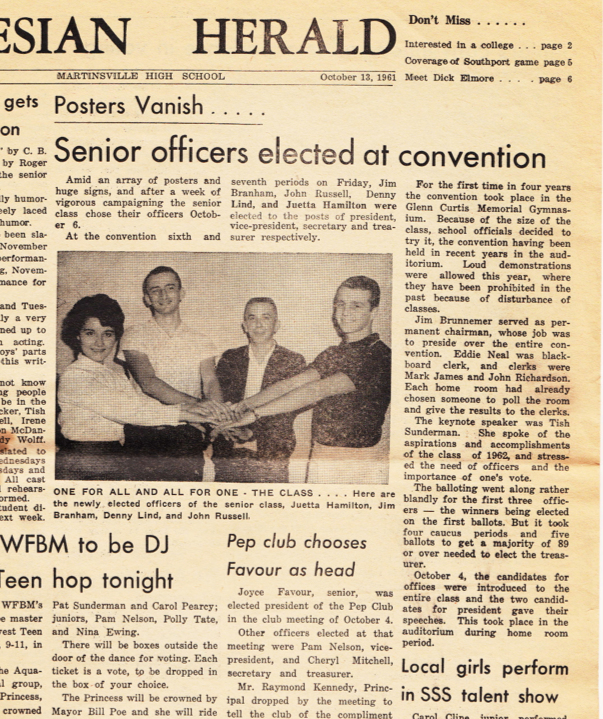 ESIAN HERALD
MARTINSVILLE HIGH SCHOOL
October 13, 1961
Don't Miss . . . . . .
Interested in a college . . . page 2
Coverage of Southport game page 5
Meet Dick Elmore . . . . page 6
gets
on
' by C. B.
by Roger
the senior
lly humor-
eely laced
humor.
been sla-
November
performan-
g, Novem-
mance for
and Tues-
lly a very
ned up to
n acting.
oys' parts
this writ-
not know
ng people
be in the
cker, Tish
ell, Irene
on McDan-
dy Wolff.
slated to
ednesdays
sdays and
All cast
l rehears-
ormed.
tudent di-
ext week.
Posters Vanish . . . . .
Senior officers elected at convention
Amid an array of posters and
huge signs, and after a week of
vigorous campaigning the senior
class chose their officers Octob-
er 6.
At the convention sixth and
seventh periods on Friday, Jim
Branham, John Russell, Denny
Lind, and Juetta Hamilton were
elected to the posts of president,
vice-president, secretary and trea-
surer respectively.
For the first time in four years
the convention took place in the
Glenn Curtis Memorial Gymnas-
ium. Because of the size of the
class, school officials decided to
try it, the convention having been
held in recent years in the aud-
itorium. Loud demonstrations
were allowed this year, where
they have been prohibited in the
past because of disturbance of
classes.
Jim Brunnemer served as per-
manent chairman, whose job was
to preside over the entire con-
vention. Eddie Neal was black-
board clerk, and clerks were
Mark James and John Richardson.
Each home room had already
chosen someone to poll the room
and give the results to the clerks.
The keynote speaker was Tish
Sunderman. She spoke of the
aspirations and accomplishments
of the class of 1962, and stress-
ed the need of officers and the
importance of one's vote.
The balloting went along rather
blandly for the first three offic-
ers — the winners being elected
on the first ballots. But it took
four caucus periods and five
ballots to get a majority of 89
or over needed to elect the treas-
urer.
October 4, the candidates for
offices were introduced to the
entire class and the two candid-
ates for president gave their
speeches. This took place in the
auditorium during home room
period.
ONE FOR ALL AND ALL FOR ONE - THE CLASS . . . . Here are
the newly elected officers of the senior class, Juetta Hamilton, Jim
Branham, Denny Lind, and John Russell.
WFBM to be DJ
Teen hop tonight
WFBM's
e master
est Teen
9-11, in
he Aqua-
al group,
Princess,
crowned
Pat Sunderman and Carol Pearcy;
juniors, Pam Nelson, Polly Tate,
and Nina Ewing.
There will be boxes outside the
door of the dance for voting. Each
ticket is a vote, to be dropped in
the box of your choice.
The Princess will be crowned by
Mayor Bill Poe and she will ride
Pep club chooses
Favour as head
Joyce Favour, senior, was
elected president of the Pep Club
in the club meeting of October 4.
Other officers elected at that
meeting were Pam Nelson, vice-
president, and Cheryl Mitchell,
secretary and treasurer.
Mr. Raymond Kennedy, Princ-
ipal dropped by the meeting to
tell the club of the compliment
Local girls perform
in SSS talent show
Carol Cline, junior, performed